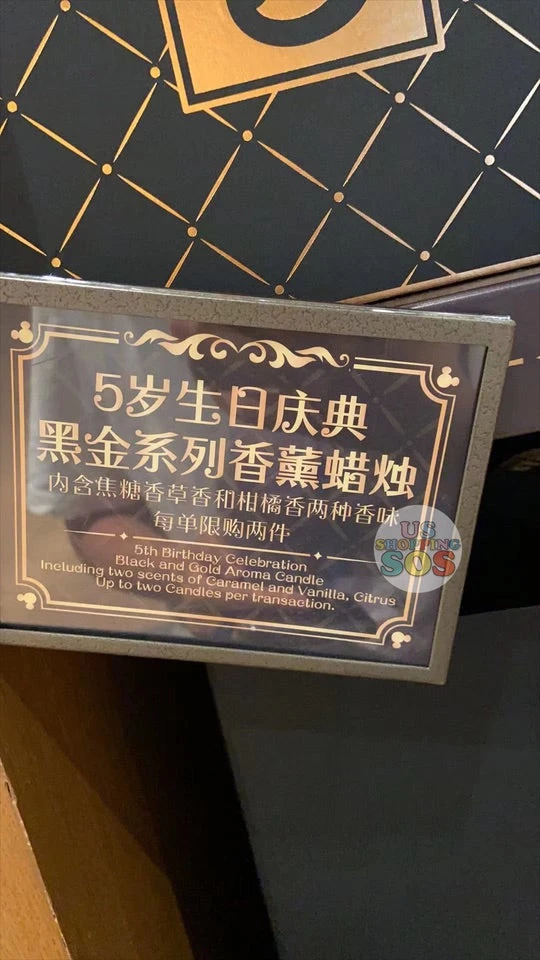 5岁生日庆典
黑金系列香薰蜡烛
内含焦糖香草香和柑橘香两种香味
每单限购两件
5th Birthday Celebration
Black and Gold Aroma Candle
Including two scents of Caramel and Vanilla, Citrus
Up to two Candles per transaction.
US
SHOPPING
SOS